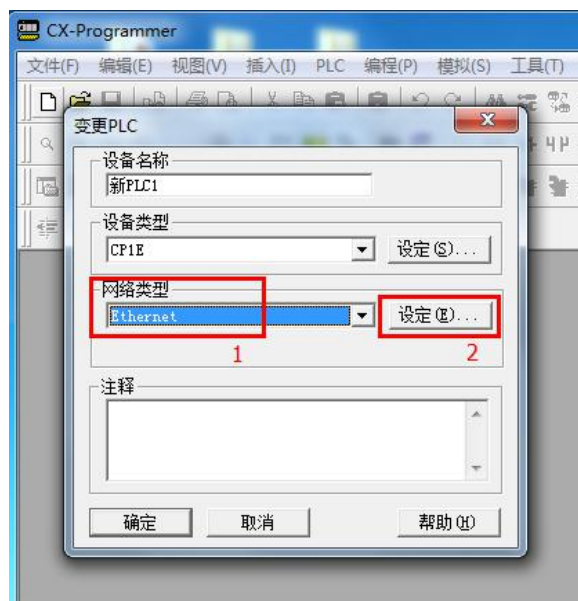 CX-Programmer
文件(F) 编辑(E) 视图(V) 插入(I) PLC 编程(P) 模拟(S) 工具(T)
变更PLC
设备名称
新PLC1
设备类型
CP1E 设定(S)...
网络类型
Ethernet 设定(E)...
1 2
注释
确定 取消 帮助(H)